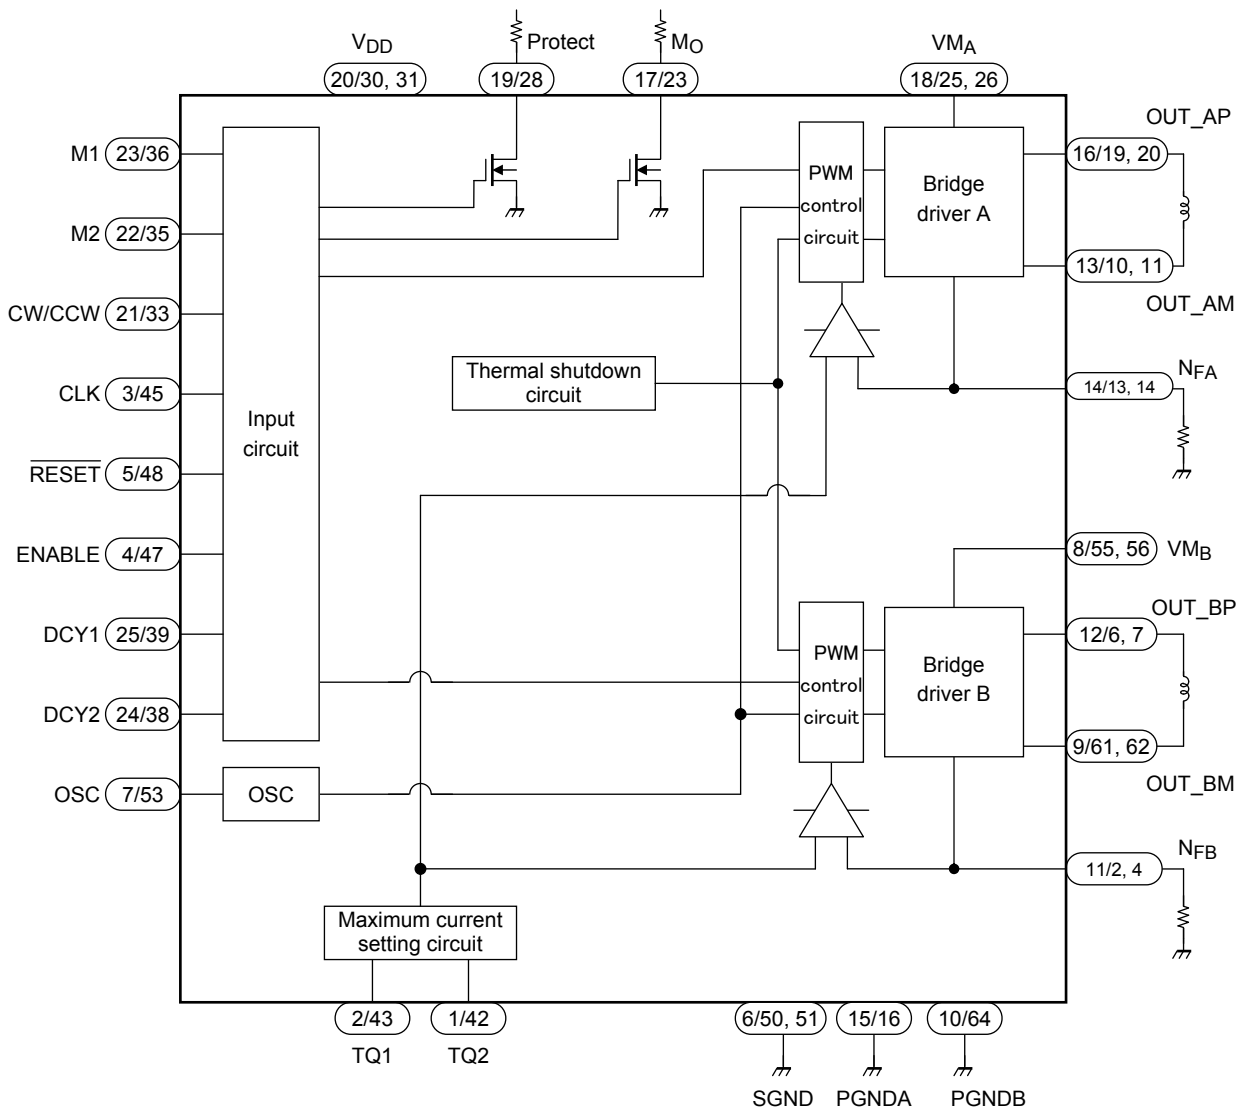 VDD
Protect
MO
VMA
20/30, 31
19/28
17/23
18/25, 26
OUT_AP
M1
23/36
16/19, 20
PWM
control
circuit
Bridge
driver A
M2
22/35
13/10, 11
OUT_AM
CW/CCW
21/33
Thermal shutdown
circuit
NFA
14/13, 14
CLK
3/45
Input
circuit
RESET
5/48
ENABLE
4/47
8/55, 56
VMB
OUT_BP
DCY1
25/39
12/6, 7
PWM
control
circuit
Bridge
driver B
DCY2
24/38
9/61, 62
OUT_BM
OSC
7/53
OSC
NFB
11/2, 4
Maximum current
setting circuit
2/43
1/42
6/50, 51
15/16
10/64
TQ1
TQ2
SGND
PGNDA
PGNDB